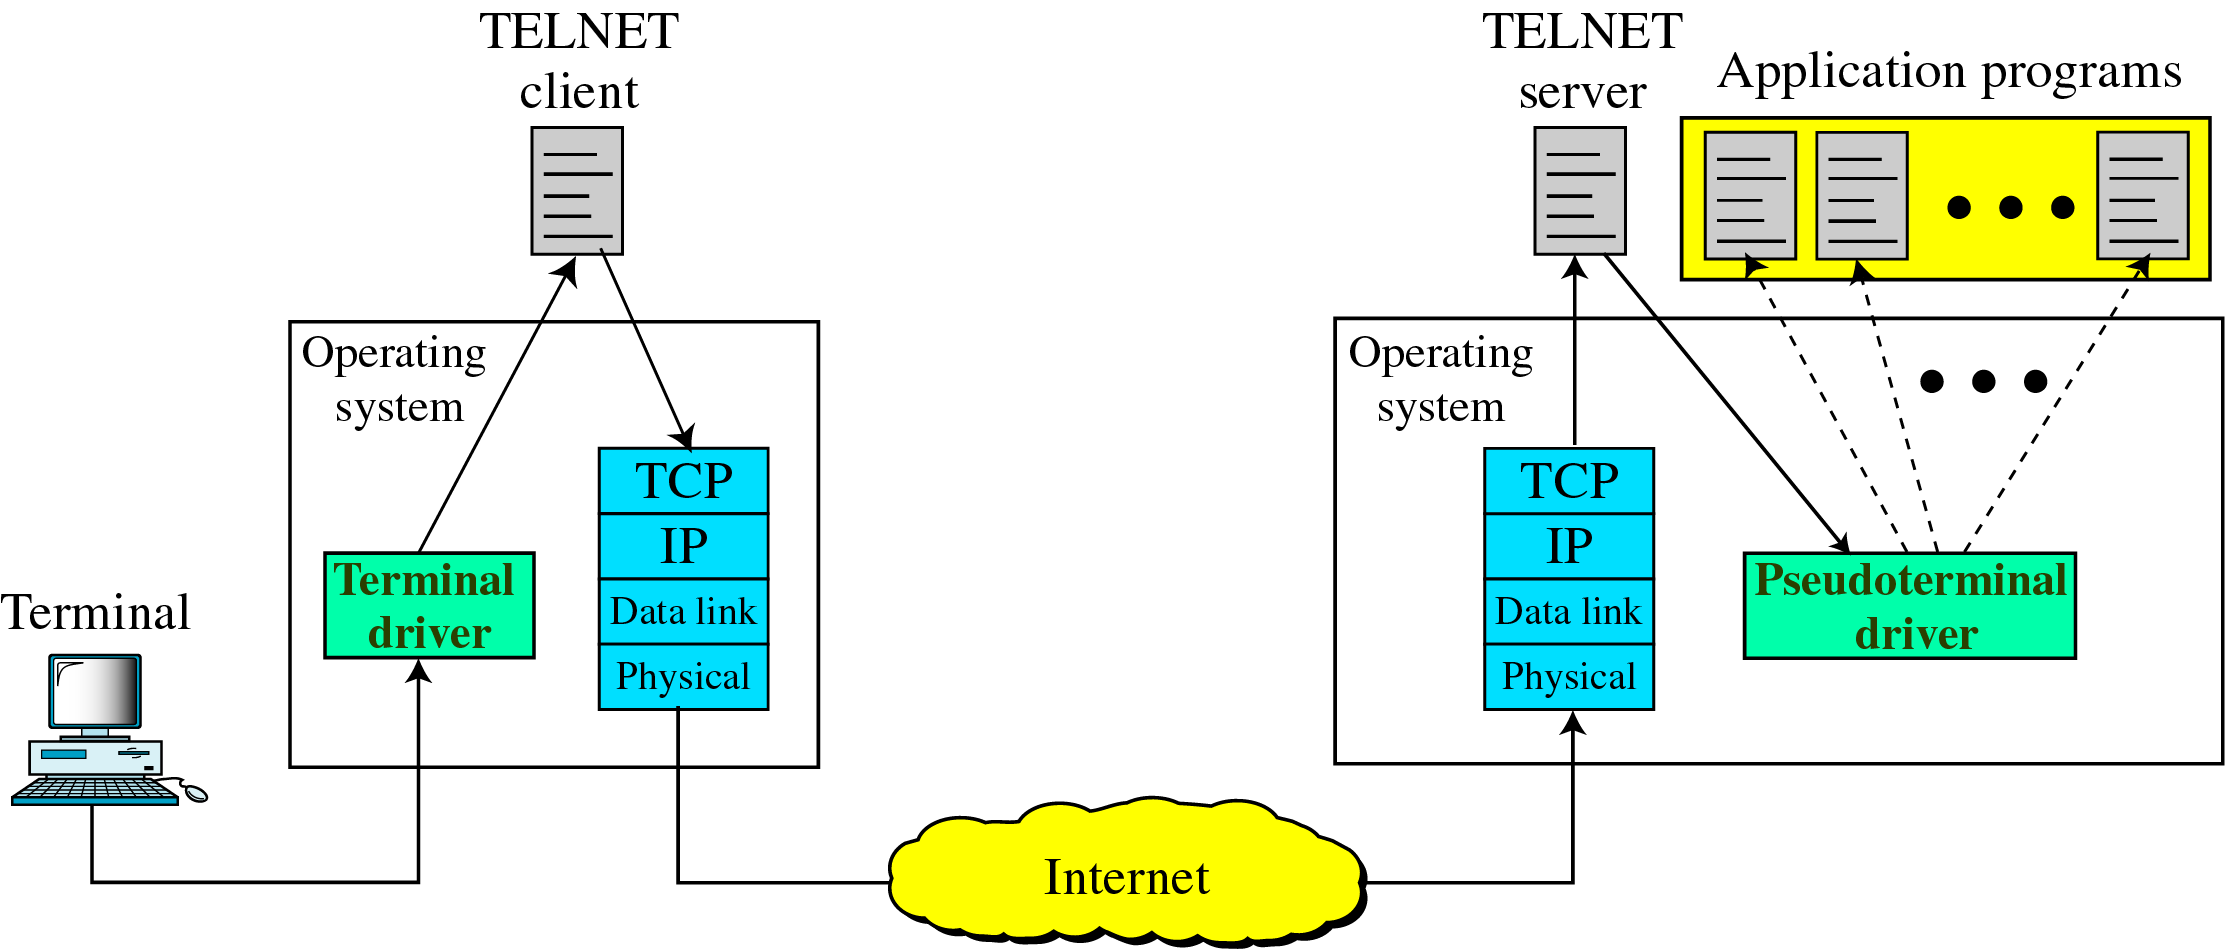 TELNET
client
TELNET
server
Application programs
Operating
system
Operating
system
TCP
IP
Data link
Physical
Terminal
driver
Terminal
TCP
IP
Data link
Physical
Pseudoterminal
driver
Internet